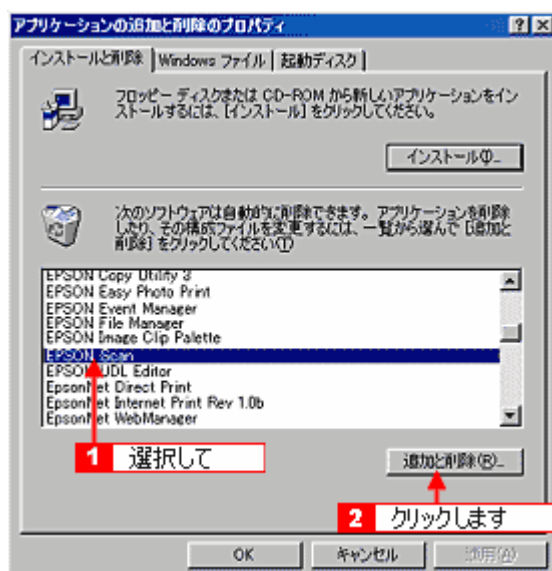 アプリケーションの追加と削除のプロパティ
インストールと削除
Windows ファイル
起動ディスク
フロッピー ディスクまたは CD-ROM から新しいアプリケーションをイン
ストールするには、[インストール] をクリックしてください。
インストール(I)...
次のソフトウェアは自動的に削除できます。アプリケーションを削除
したり、その構成ファイルを変更するには、一覧から選んで [追加と
削除] をクリックしてください(T)
EPSON Copy Utility 3
EPSON Easy Photo Print
EPSON Event Manager
EPSON File Manager
EPSON Image Clip Palette
EPSON Scan
EPSON UDL Editor
EpsonNet Direct Print
EpsonNet Internet Print Rev 1.0b
EpsonNet WebManager
1 選択して
追加と削除(R)...
2 クリックします
OK
キャンセル
適用(A)